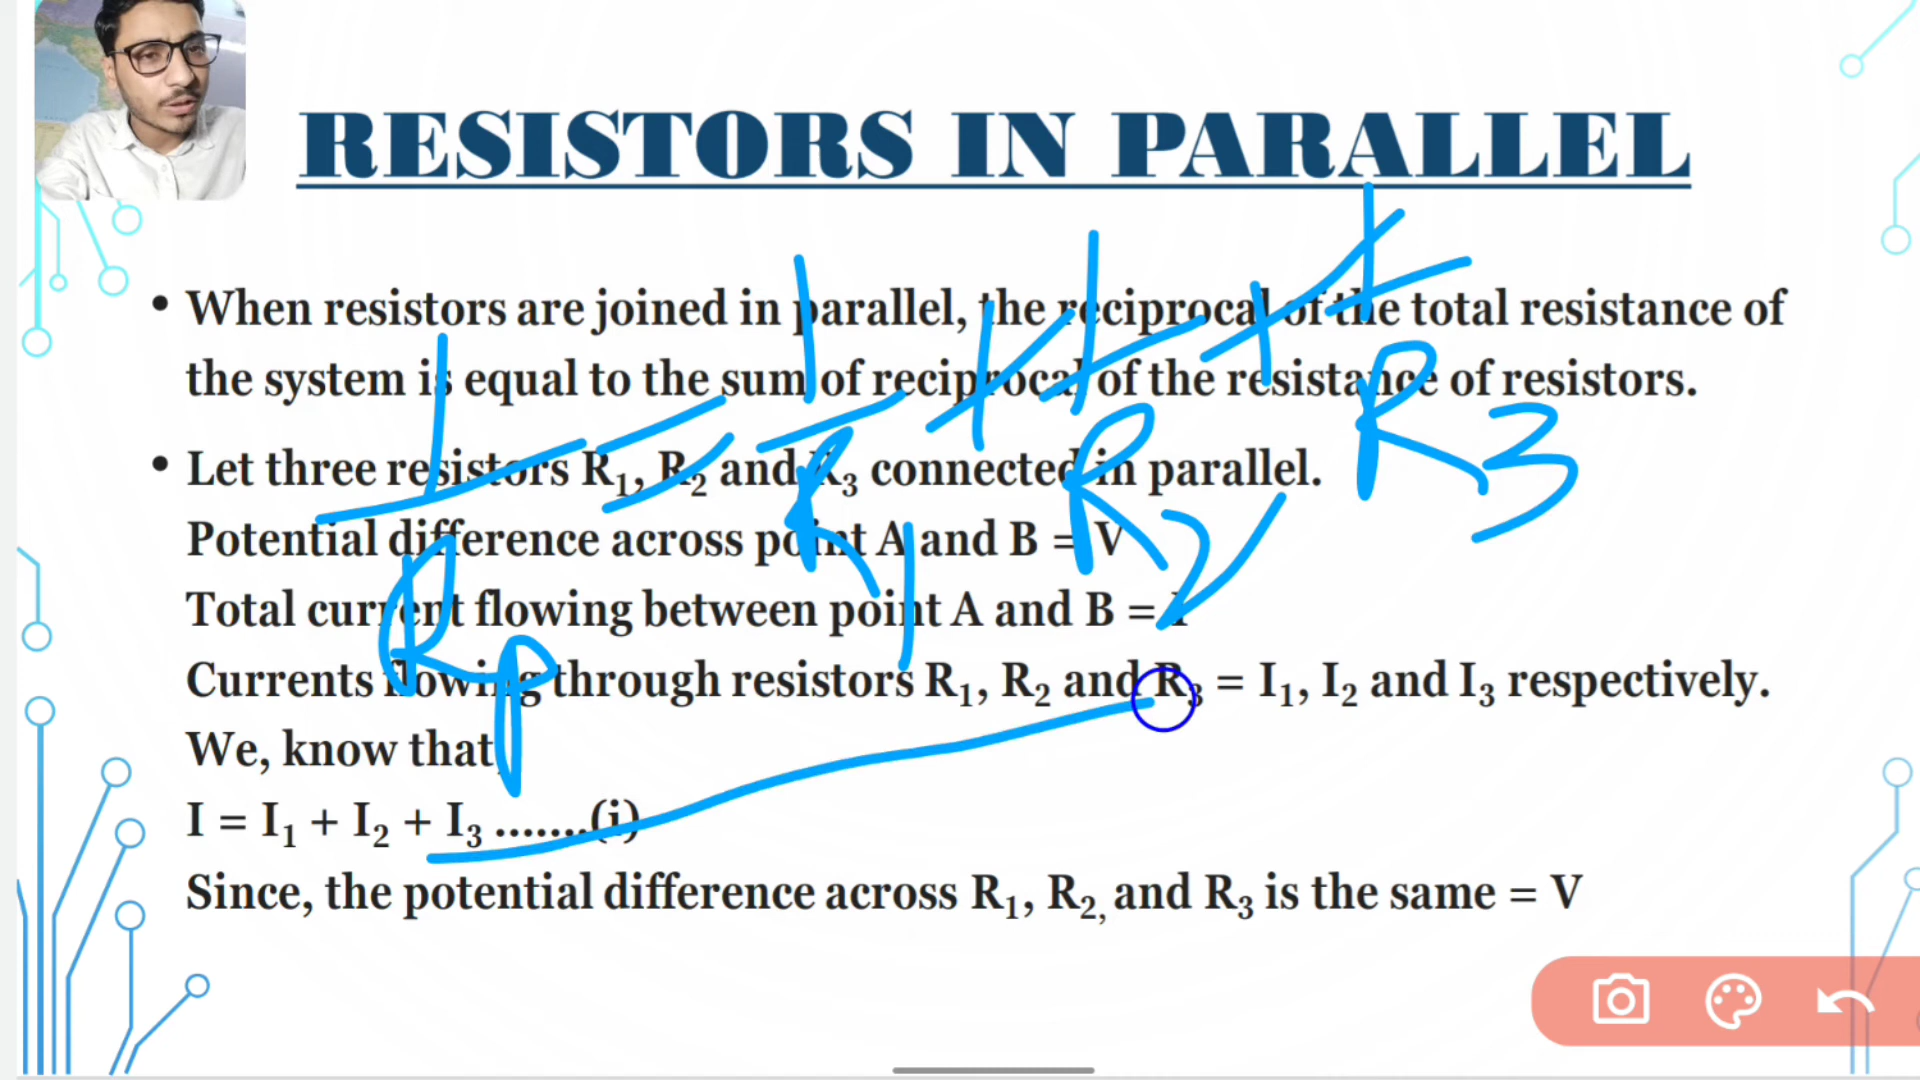 RESISTORS IN PARALLEL
• When resistors are joined in parallel, the reciprocal of the total resistance of
the system is equal to the sum of reciprocal of the resistance of resistors.
• Let three resistors R₁, R₂ and R₃ connected in parallel.
Potential difference across point A and B = V
Total current flowing between point A and B = I
Currents flowing through resistors R₁, R₂ and R₃ = I₁, I₂ and I₃ respectively.
We, know that,
I = I₁ + I₂ + I₃ .......(i)
Since, the potential difference across R₁, R₂, and R₃ is the same = V
1/Rp = 1/R1 + 1/R2 + 1/R3